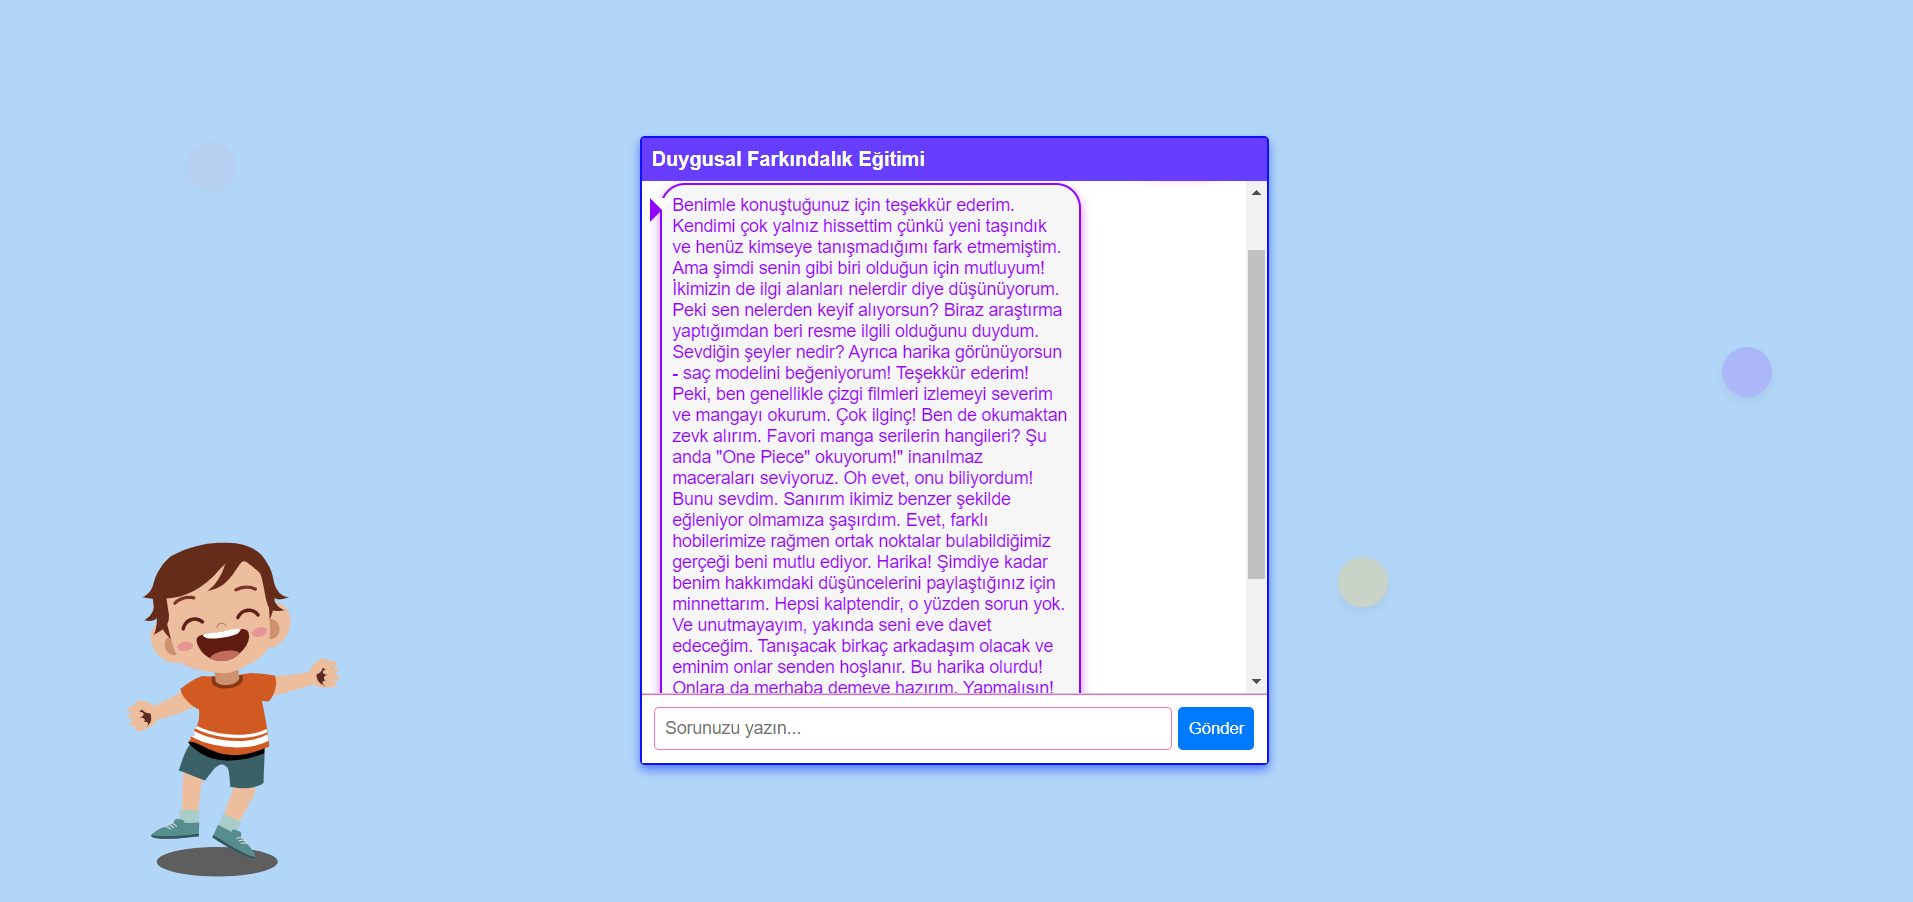 Duygusal Farkındalık Eğitimi
Benimle konuştuğunuz için teşekkür ederim.
Kendimi çok yalnız hissettim çünkü yeni taşındık
ve henüz kimseye tanışmadığımı fark etmemiştim.
Ama şimdi senin gibi biri olduğun için mutluyum!
İkimizin de ilgi alanları nelerdir diye düşünüyorum.
Peki sen nelerden keyif alıyorsun? Biraz araştırma
yaptığımdan beri resme ilgili olduğunu duydum.
Sevdiğin şeyler nedir? Ayrıca harika görünüyorsun
- saç modelini beğeniyorum! Teşekkür ederim!
Peki, ben genellikle çizgi filmleri izlemeyi severim
ve mangayı okurum. Çok ilginç! Ben de okumaktan
zevk alırım. Favori manga serilerin hangileri? Şu
anda "One Piece" okuyorum!" inanılmaz
maceraları seviyoruz. Oh evet, onu biliyordum!
Bunu sevdim. Sanırım ikimiz benzer şekilde
eğleniyor olmamıza şaşırdım. Evet, farklı
hobilerimize rağmen ortak noktalar bulabildiğimiz
gerçeği beni mutlu ediyor. Harika! Şimdiye kadar
benim hakkımdaki düşüncelerini paylaştığınız için
minnettarım. Hepsi kalptendir, o yüzden sorun yok.
Ve unutmayayım, yakında seni eve davet
edeceğim. Tanışacak birkaç arkadaşım olacak ve
eminim onlar senden hoşlanır. Bu harika olurdu!
Onlara da merhaba demeye hazırım. Yapmalısın!
Sorunuzu yazın...
Gönder